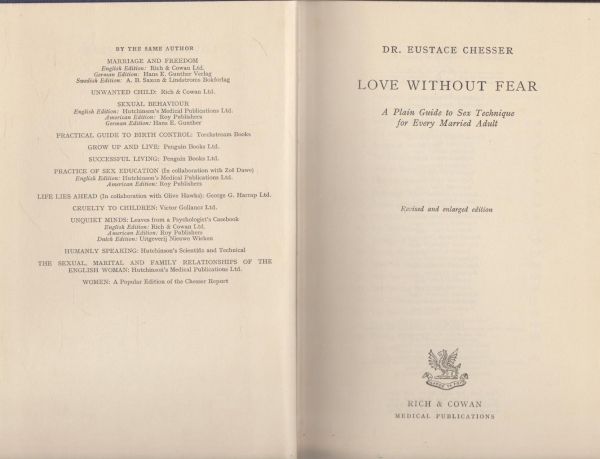 BY THE SAME AUTHOR
MARRIAGE AND FREEDOM
English Edition: Rich & Cowan Ltd.
German Edition: Hans E. Gunther Verlag
Swedish Edition: A. B. Saxon & Lindstroms Bokforlag
UNWANTED CHILD: Rich & Cowan Ltd.
SEXUAL BEHAVIOUR
English Edition: Hutchinson's Medical Publications Ltd.
American Edition: Roy Publishers
German Edition: Hans E. Gunther
PRACTICAL GUIDE TO BIRTH CONTROL: Torchstream Books
GROW UP AND LIVE: Penguin Books Ltd.
SUCCESSFUL LIVING: Penguin Books Ltd.
PRACTICE OF SEX EDUCATION (In collaboration with Zoë Dawe)
English Edition: Hutchinson's Medical Publications Ltd.
American Edition: Roy Publishers
LIFE LIES AHEAD (In collaboration with Olive Hawks): George G. Harrap Ltd.
CRUELTY TO CHILDREN: Victor Gollancz Ltd.
UNQUIET MINDS: Leaves from a Psychologist's Casebook
English Edition: Rich & Cowan Ltd.
American Edition: Roy Publishers
Dutch Edition: Uitgeverij Nieuwe Wieken
HUMANLY SPEAKING: Hutchinson's Scientific and Technical
THE SEXUAL, MARITAL AND FAMILY RELATIONSHIPS OF THE
ENGLISH WOMAN: Hutchinson's Medical Publications Ltd.
WOMEN: A Popular Edition of the Chesser Report
DR. EUSTACE CHESSER
LOVE WITHOUT FEAR
A Plain Guide to Sex Technique
for Every Married Adult
Revised and enlarged edition
RICH & COWAN
MEDICAL PUBLICATIONS